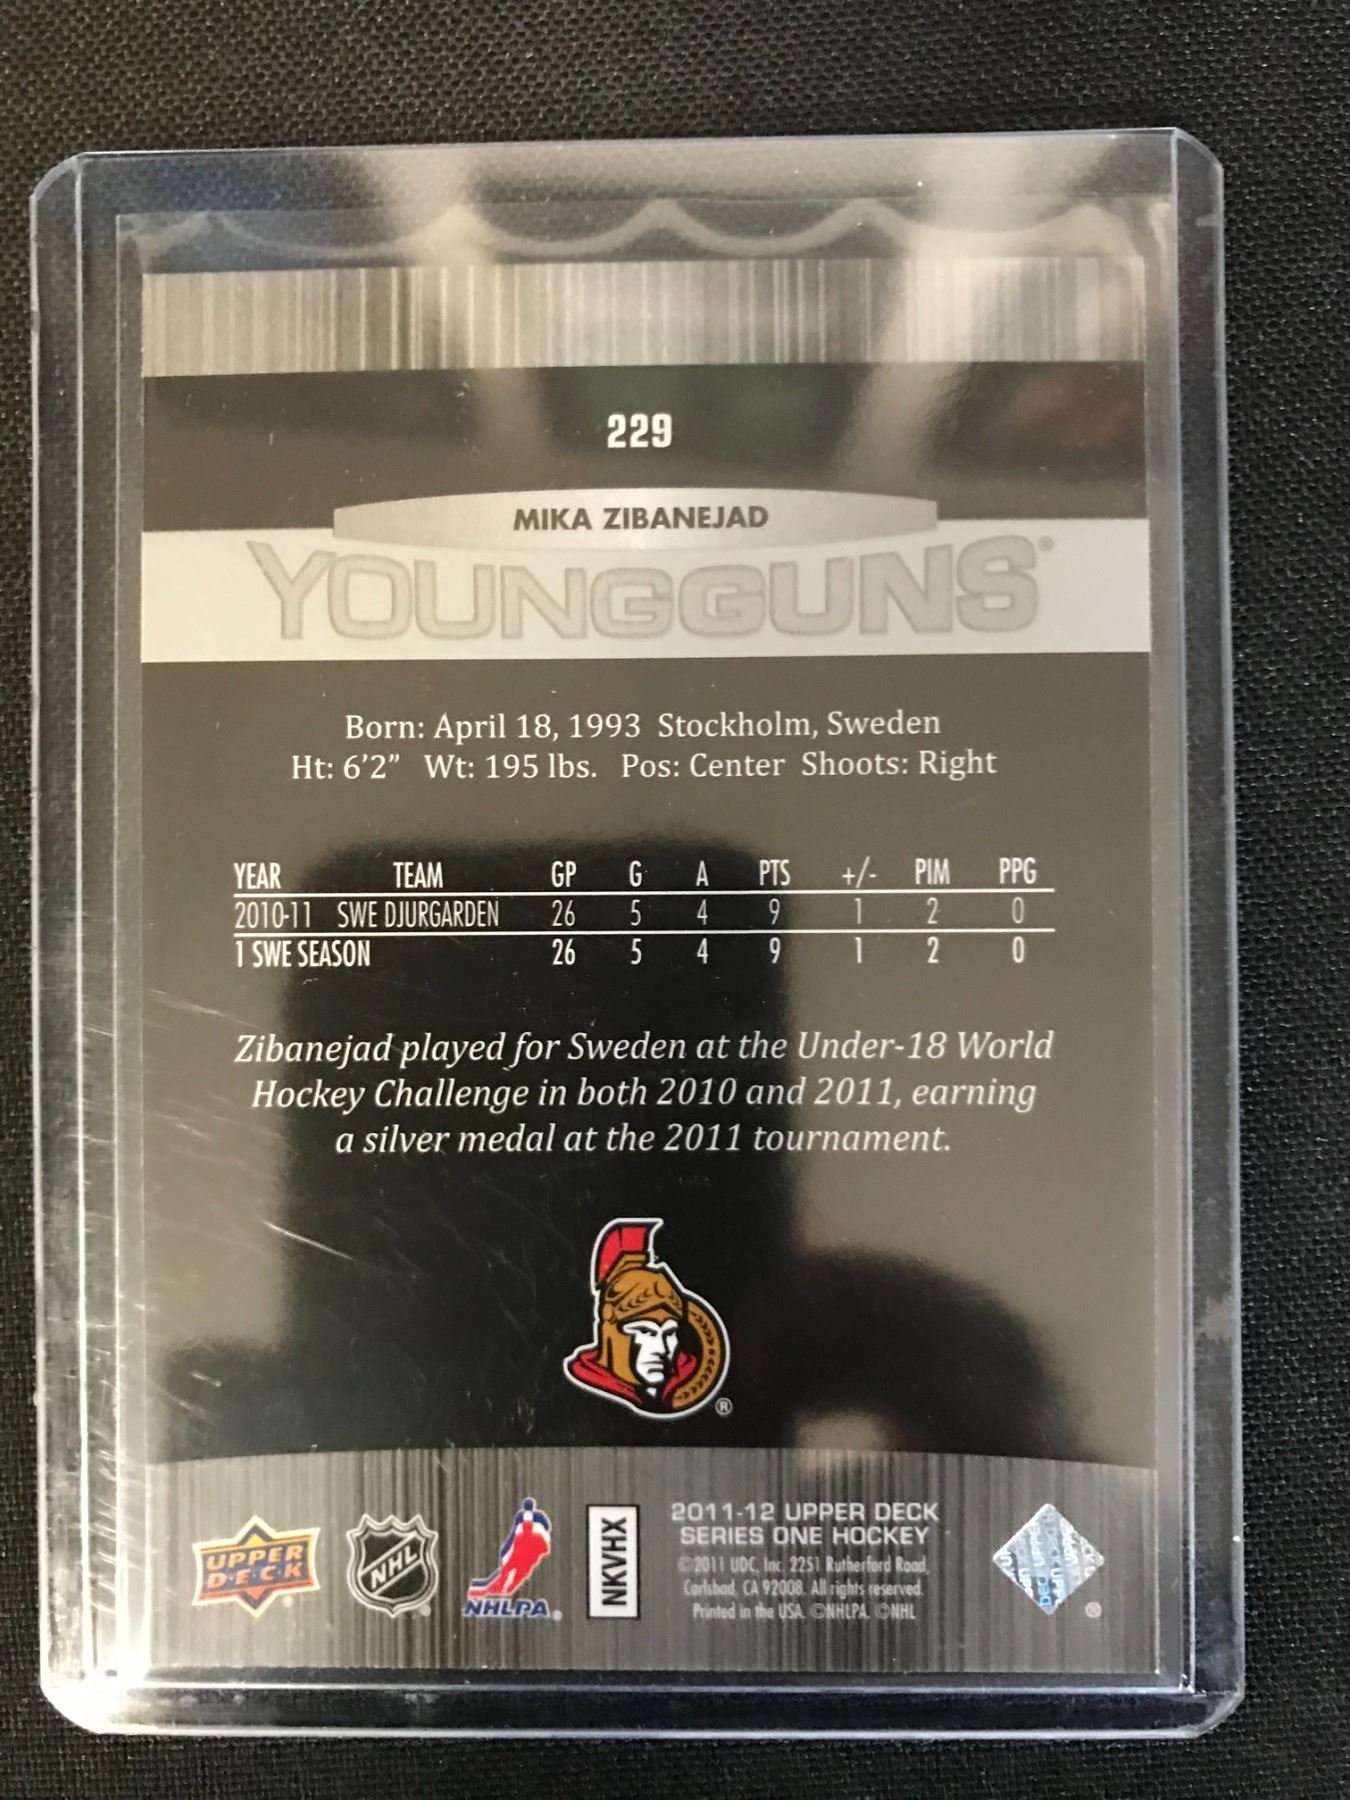 229
MIKA ZIBANEJAD
YOUNGGUNS®
Born: April 18, 1993 Stockholm, Sweden
Ht: 6'2" Wt: 195 lbs. Pos: Center Shoots: Right
YEAR TEAM GP G A PTS +/- PIM PPG
2010-11 SWE DJURGARDEN 26 5 4 9 1 2 0
1 SWE SEASON 26 5 4 9 1 2 0
Zibanejad played for Sweden at the Under-18 World
Hockey Challenge in both 2010 and 2011, earning
a silver medal at the 2011 tournament.
®
UPPER
DECK
NHL
NHLPA
NKVHX
2011-12 UPPER DECK
SERIES ONE HOCKEY
©2011 UDC, Inc. 2251 Rutherford Road,
Carlsbad, CA 92008. All rights reserved.
Printed in the USA. ©NHLPA. ©NHL
®